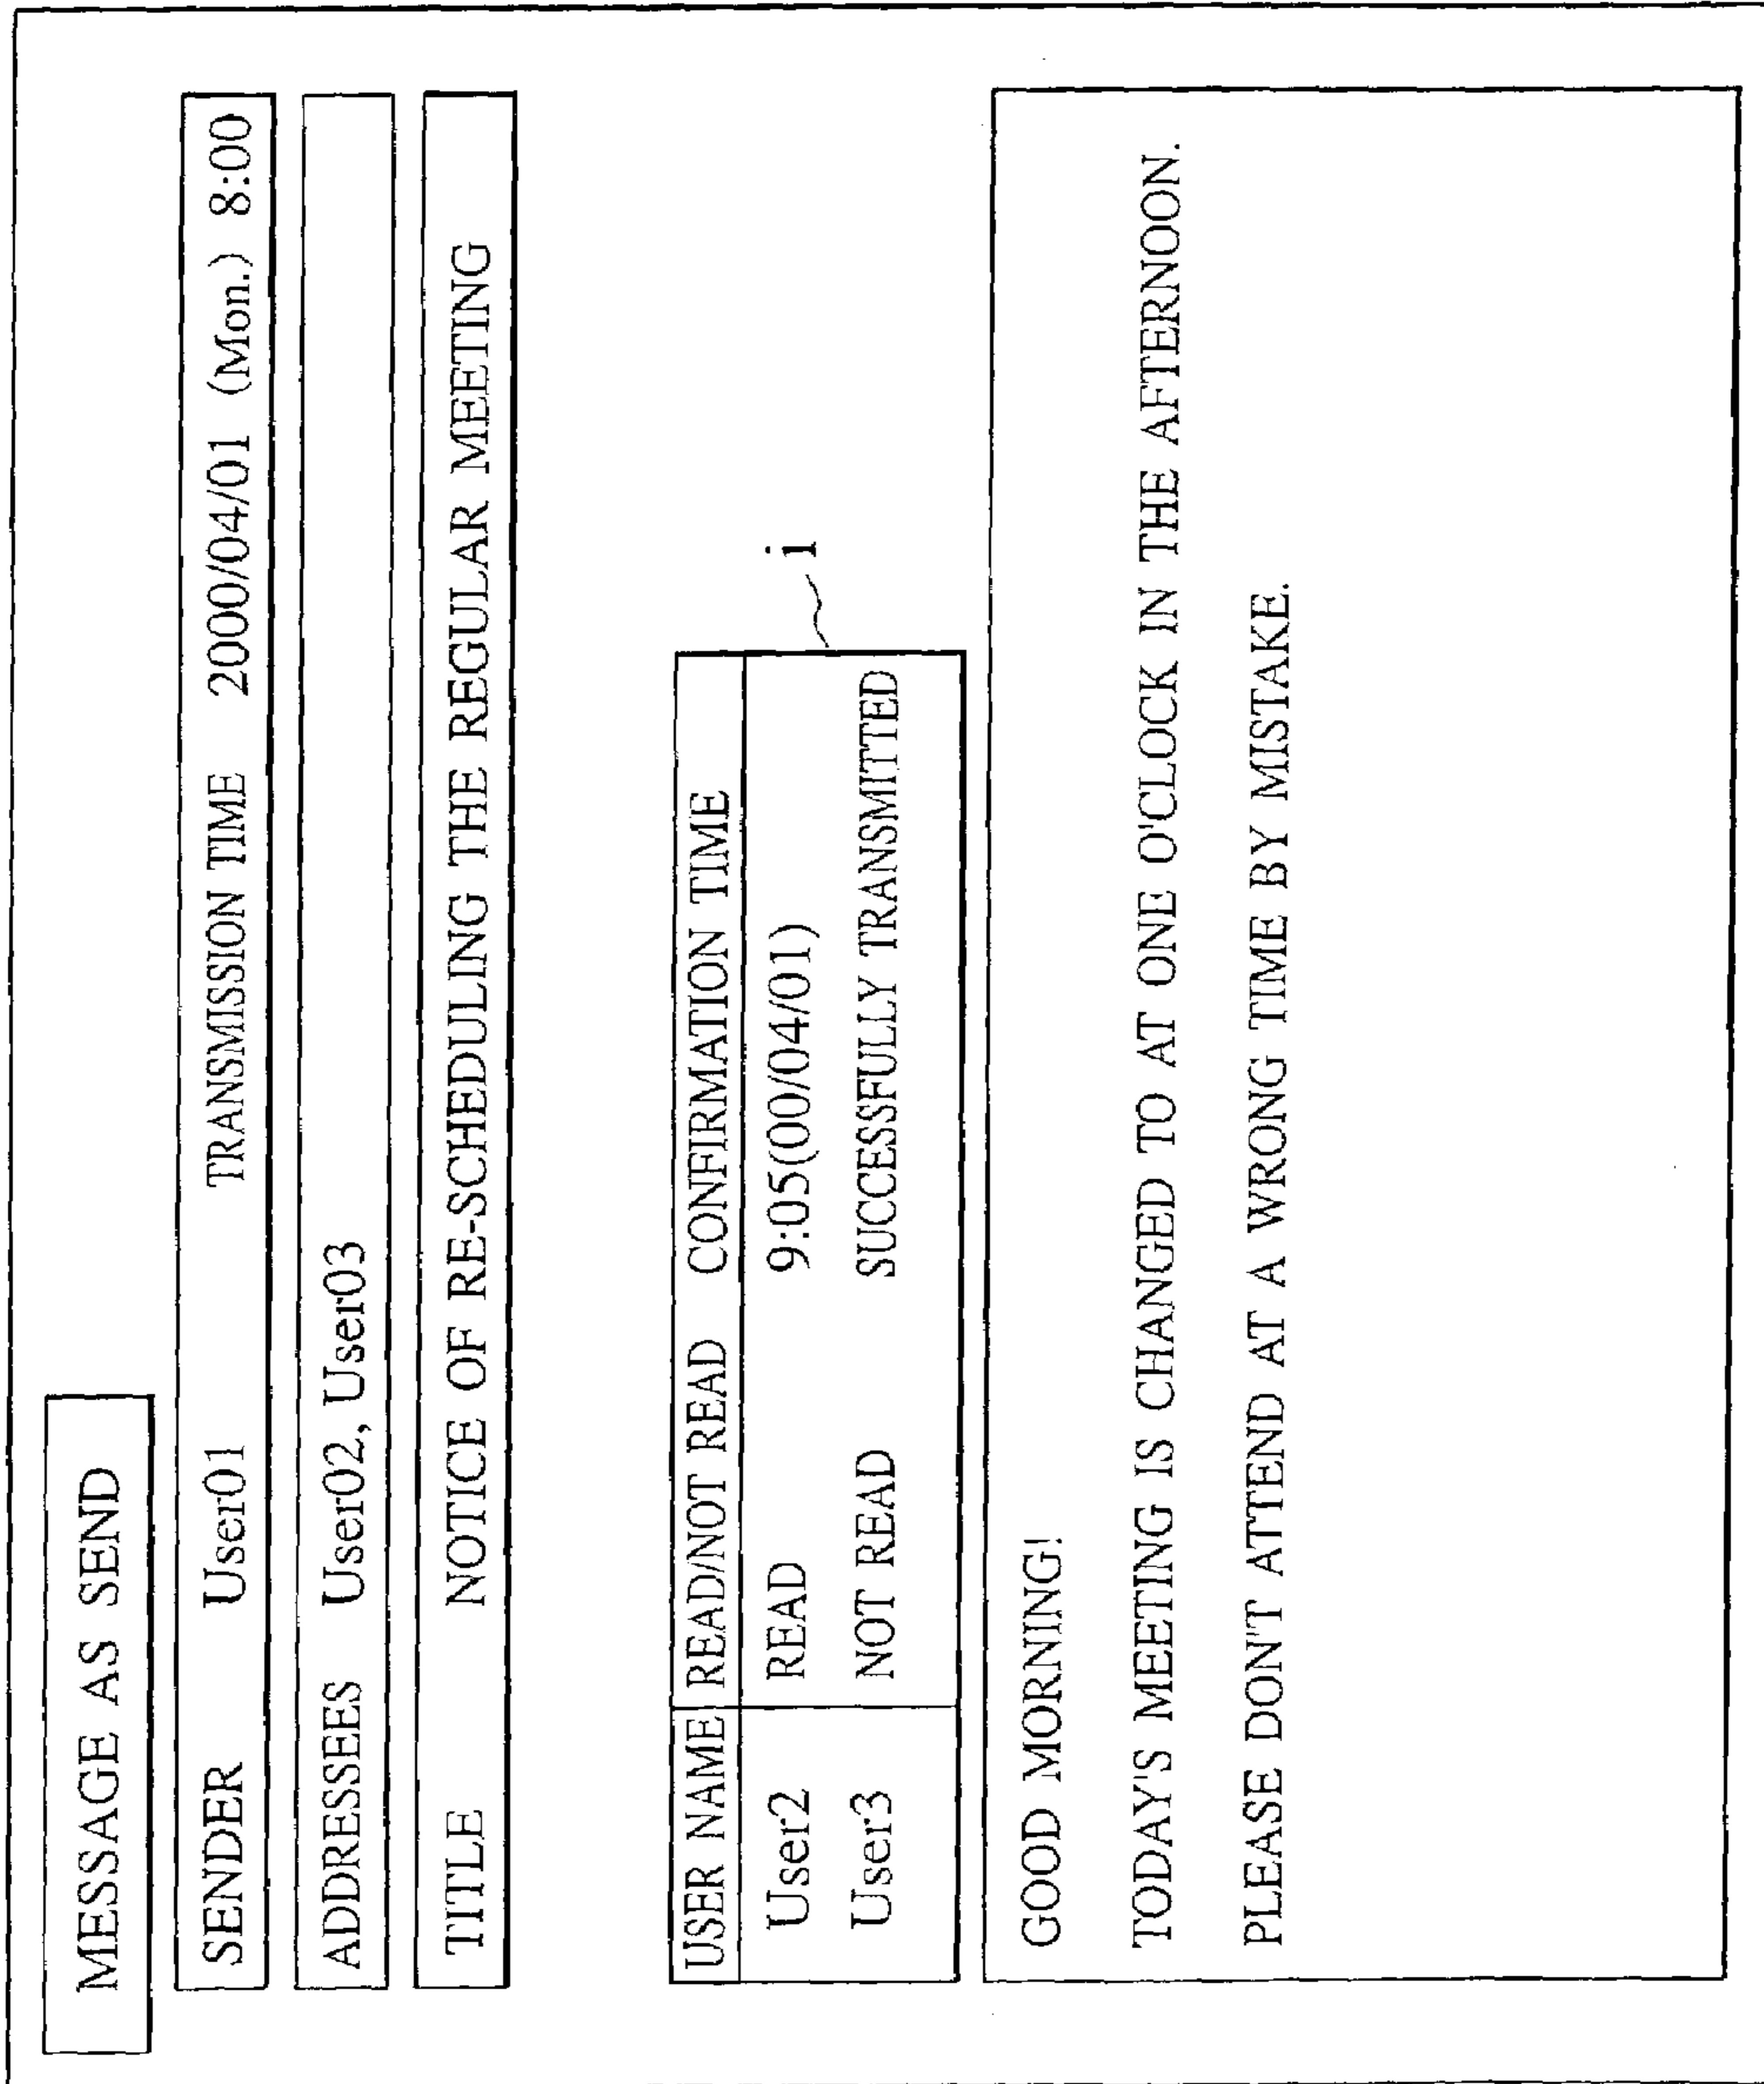 MESSAGE AS SEND
SENDER User01 TRANSMISSION TIME 2000/04/01 (Mon.) 8:00
ADDRESSEES User02, User03
TITLE NOTICE OF RE-SCHEDULING THE REGULAR MEETING
USER NAME READ/NOT READ CONFIRMATION TIME
User2 READ 9:05(00/04/01)
User3 NOT READ SUCCESSFULLY TRANSMITTED
i
GOOD MORNING!
TODAY'S MEETING IS CHANGED TO AT ONE O'CLOCK IN THE AFTERNOON.
PLEASE DON'T ATTEND AT A WRONG TIME BY MISTAKE.